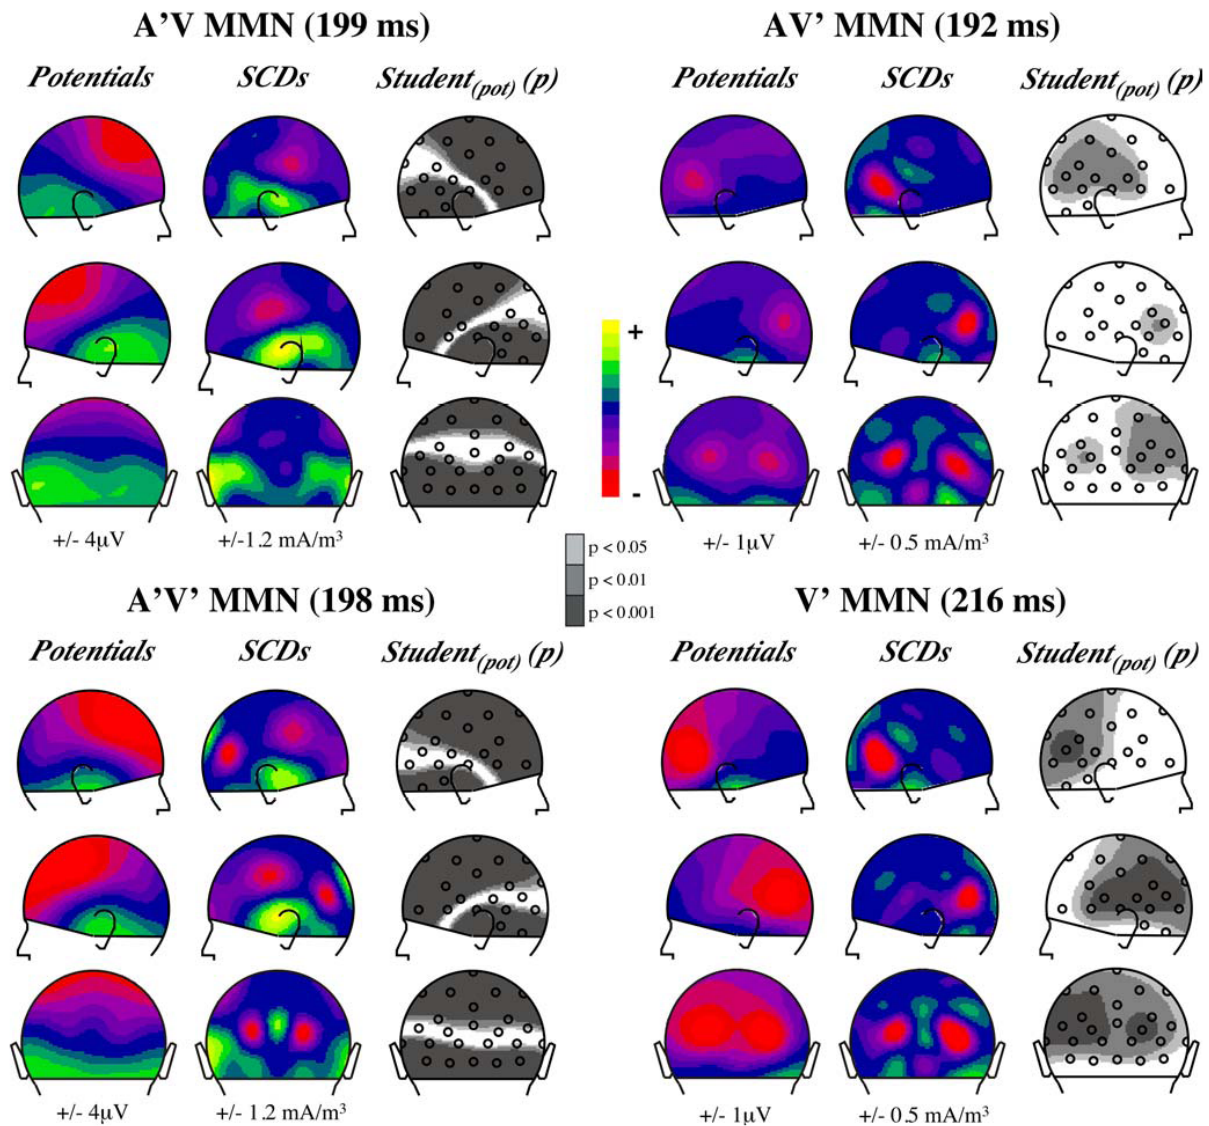 A'V MMN (199 ms)
Potentials SCDs Student(pot) (p)
+/- 4μV +/-1.2 mA/m³
AV' MMN (192 ms)
Potentials SCDs Student(pot) (p)
+/- 1μV +/- 0.5 mA/m³
+
-
p < 0.05
p < 0.01
p < 0.001
A'V' MMN (198 ms)
Potentials SCDs Student(pot) (p)
+/- 4μV +/- 1.2 mA/m³
V' MMN (216 ms)
Potentials SCDs Student(pot) (p)
+/- 1μV +/- 0.5 mA/m³